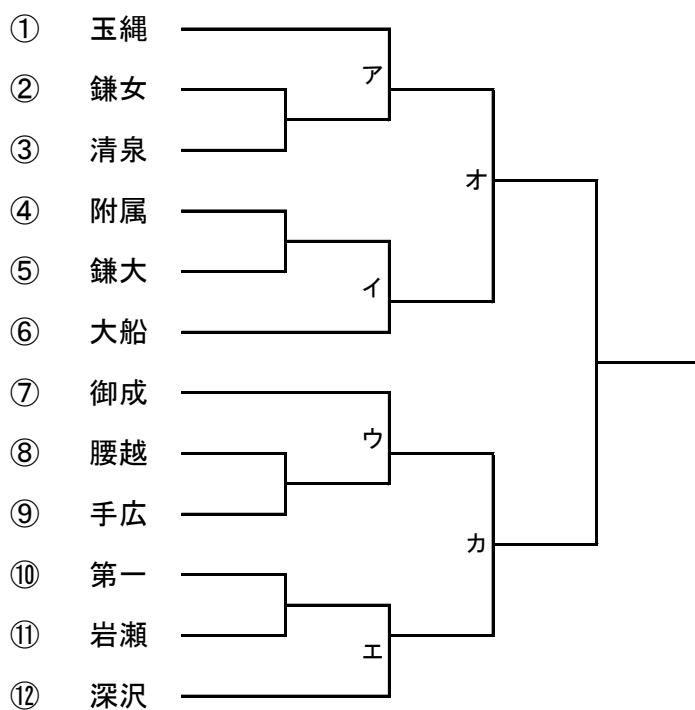 ① 玉縄
ア
② 鎌女
③ 清泉
オ
④ 附属
⑤ 鎌大
イ
⑥ 大船
⑦ 御成
ウ
⑧ 腰越
⑨ 手広
カ
⑩ 第一
⑪ 岩瀬
エ
⑫ 深沢